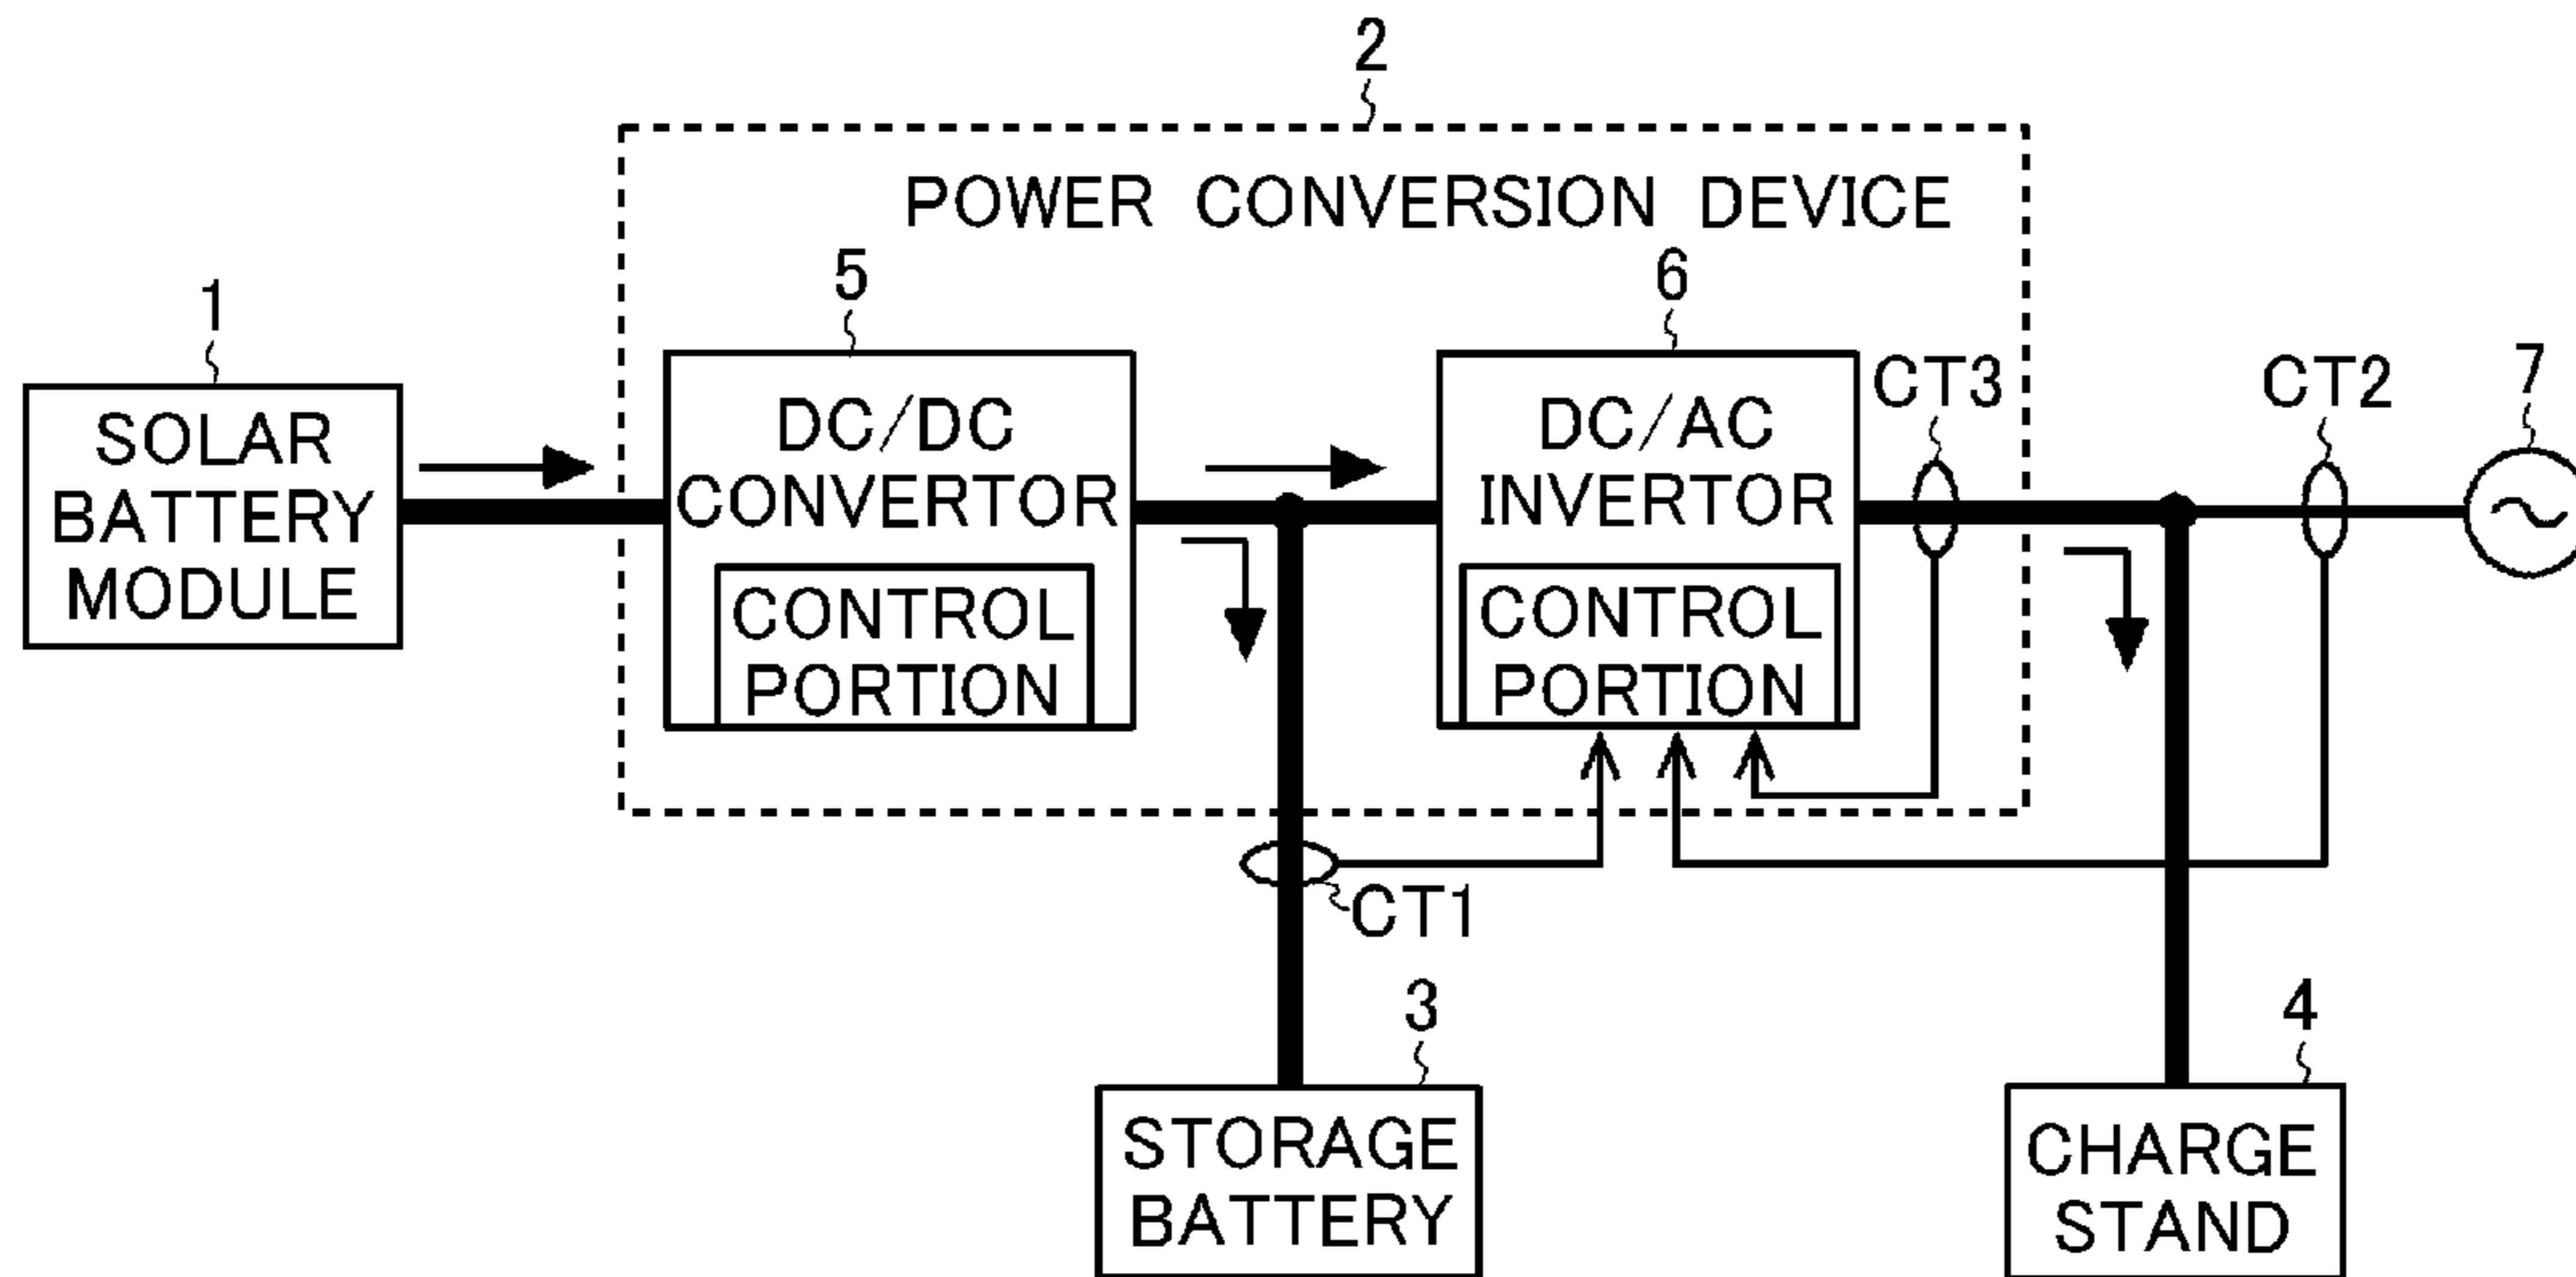 2
POWER CONVERSION DEVICE
1
SOLAR
BATTERY
MODULE
5
DC/DC
CONVERTOR
CONTROL
PORTION
6
DC/AC
INVERTOR
CONTROL
PORTION
CT3
CT2
7
CT1
3
STORAGE
BATTERY
4
CHARGE
STAND